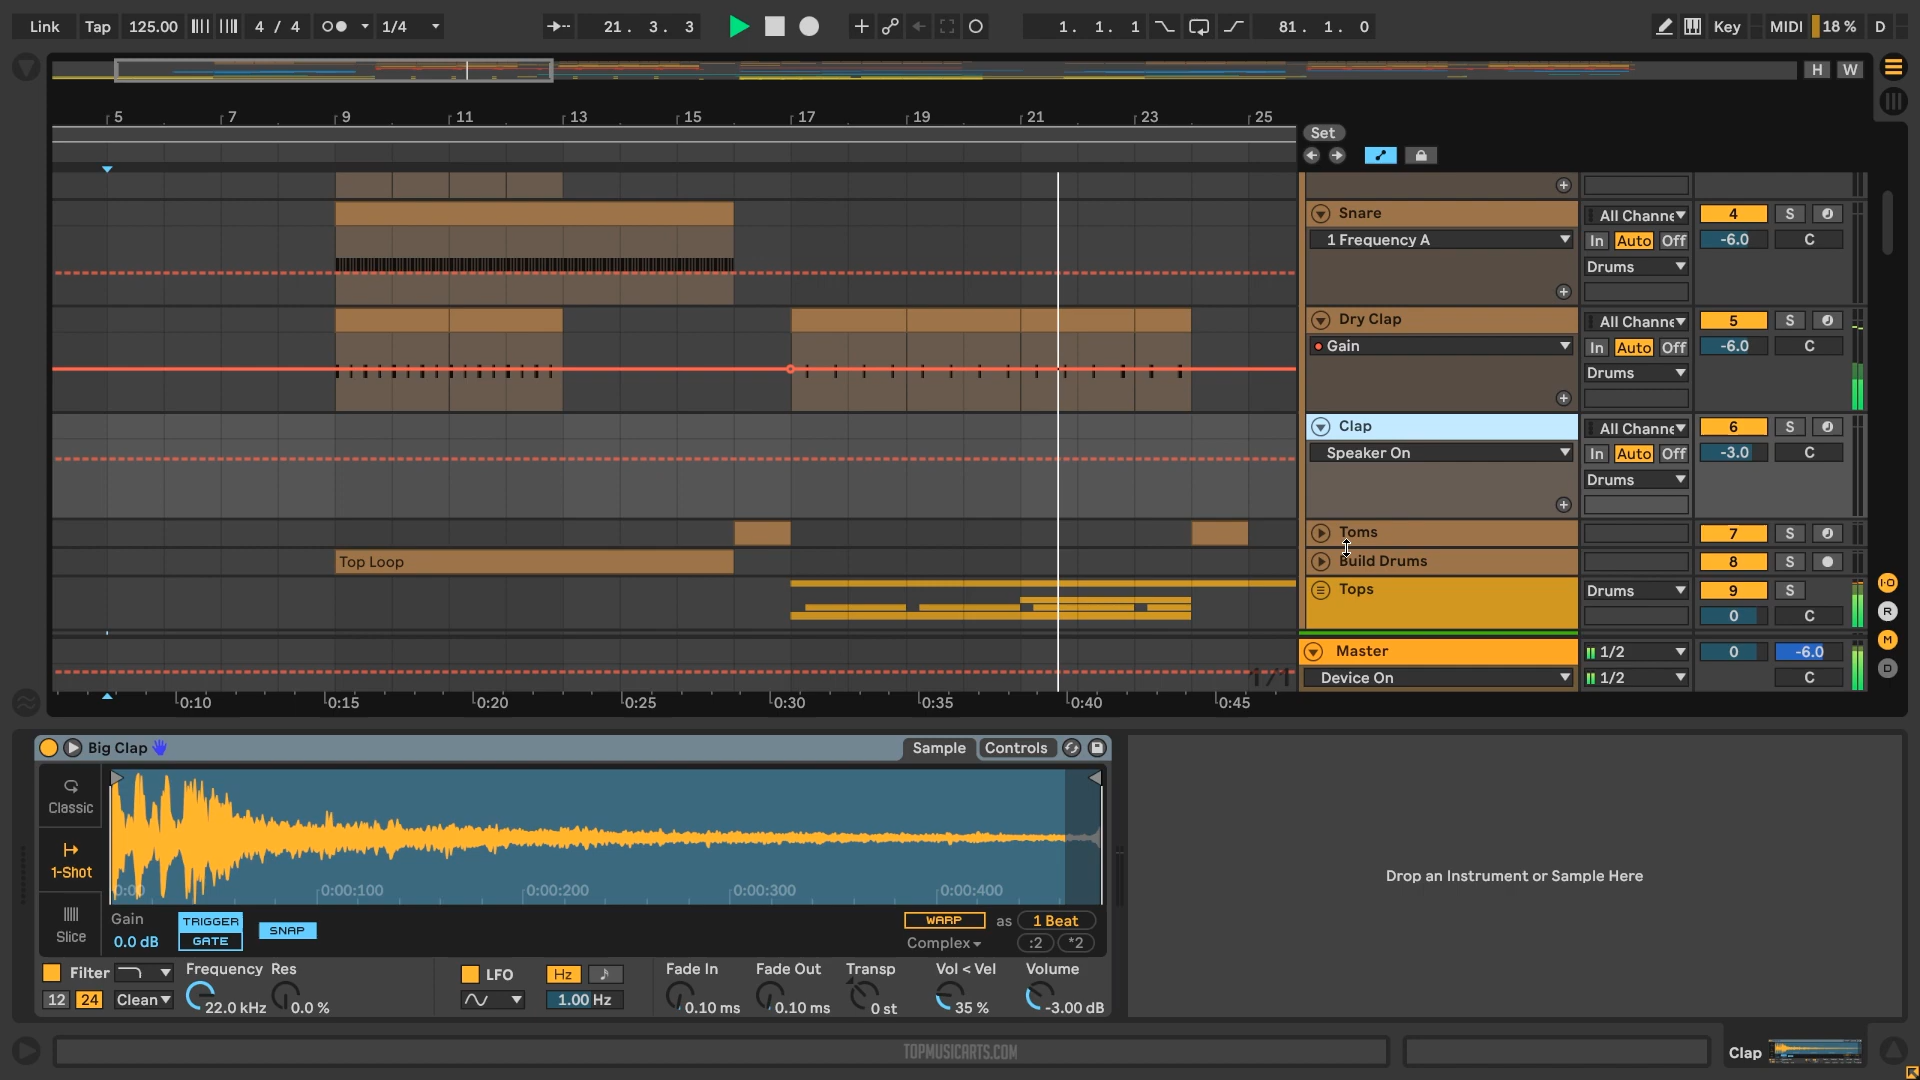 Link Tap 125.00 4 / 4 1/4 21. 3. 3 1. 1. 1 81. 1. 0 Key MIDI 18 % D
H W
5 7 9 11 13 15 17 19 21 23 25
Set
Snare All Channe 4 S
1 Frequency A In Auto Off -6.0 C
Drums
Dry Clap All Channe 5 S
Gain In Auto Off -6.0 C
Drums
Clap All Channe 6 S
Speaker On In Auto Off -3.0 C
Drums
Toms 7 S
Top Loop Build Drums 8 S
Tops Drums 9 S
0 C
I·O
R
M
D
Master 1/2 0 -6.0
1/1 Device On 1/2 C
0:10 0:15 0:20 0:25 0:30 0:35 0:40 0:45
Big Clap Sample Controls
Classic
1-Shot
Slice
0:00 0:00:100 0:00:200 0:00:300 0:00:400
Gain TRIGGER SNAP WARP as 1 Beat
0.0 dB GATE Complex :2 *2
Filter Frequency Res LFO Hz Fade In Fade Out Transp Vol < Vel Volume
12 24 Clean 22.0 kHz 0.0 % 1.00 Hz 0.10 ms 0.10 ms 0 st 35 % -3.00 dB
Drop an Instrument or Sample Here
TOPMUSICARTS.COM
Clap